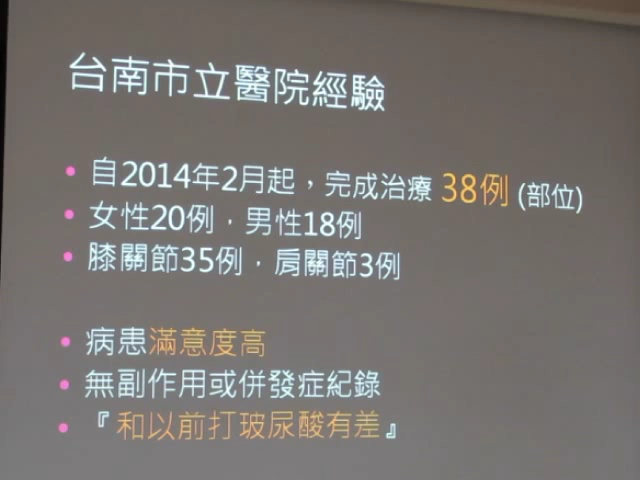 台南市立醫院經驗
• 自2014年2月起，完成治療 38例 (部位)
• 女性20例，男性18例
• 膝關節35例，肩關節3例
• 病患滿意度高
• 無副作用或併發症紀錄
• 『和以前打玻尿酸有差』